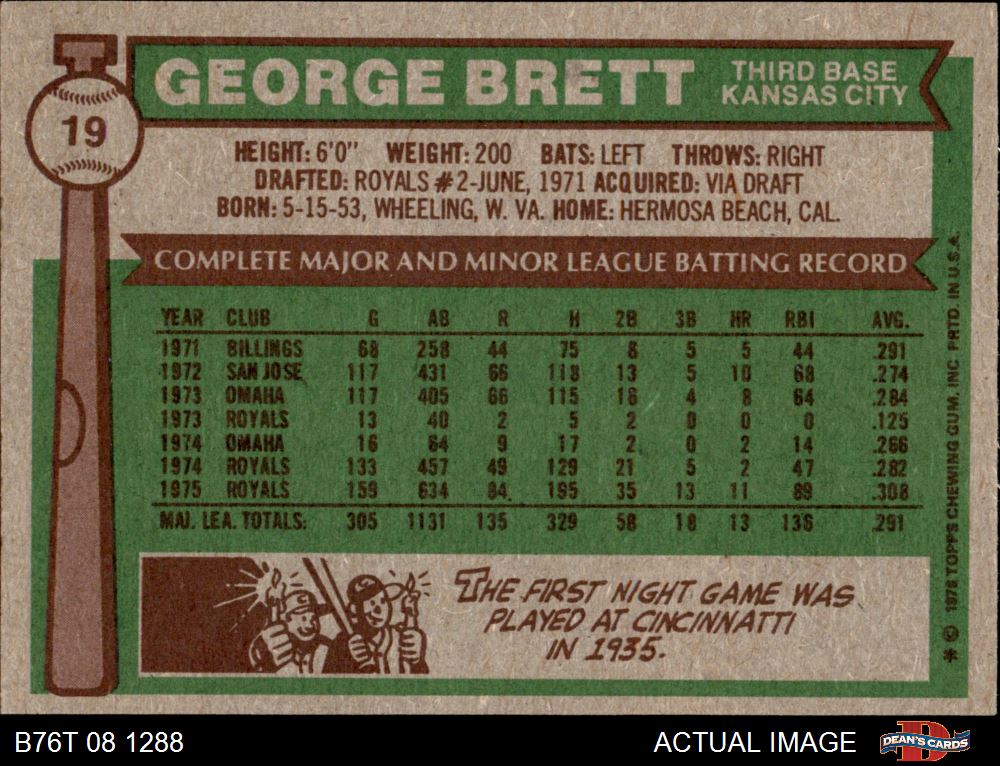 19
GEORGE BRETT
THIRD BASE
KANSAS CITY
HEIGHT: 6'0" WEIGHT: 200 BATS: LEFT THROWS: RIGHT
DRAFTED: ROYALS #2-JUNE, 1971 ACQUIRED: VIA DRAFT
BORN: 5-15-53, WHEELING, W. VA. HOME: HERMOSA BEACH, CAL.
COMPLETE MAJOR AND MINOR LEAGUE BATTING RECORD
YEAR CLUB G AB R H 2B 3B HR RBI AVG.
1971 BILLINGS 68 258 44 75 8 5 5 44 .291
1972 SAN JOSE 117 431 66 118 13 5 10 68 .274
1973 OMAHA 117 405 66 115 18 4 8 64 .284
1973 ROYALS 13 40 2 5 2 0 0 0 .125
1974 OMAHA 16 64 9 17 2 0 2 14 .266
1974 ROYALS 133 457 49 129 21 5 2 47 .282
1975 ROYALS 159 634 84 195 35 13 11 89 .308
MAJ. LEA. TOTALS: 305 1131 135 329 58 18 13 136 .291
THE FIRST NIGHT GAME WAS
PLAYED AT CINCINNATTI
IN 1935.
* © 1976 TOPPS CHEWING GUM, INC PRTD. IN U.S.A.
B76T 08 1288
ACTUAL IMAGE
DEAN'S CARDS